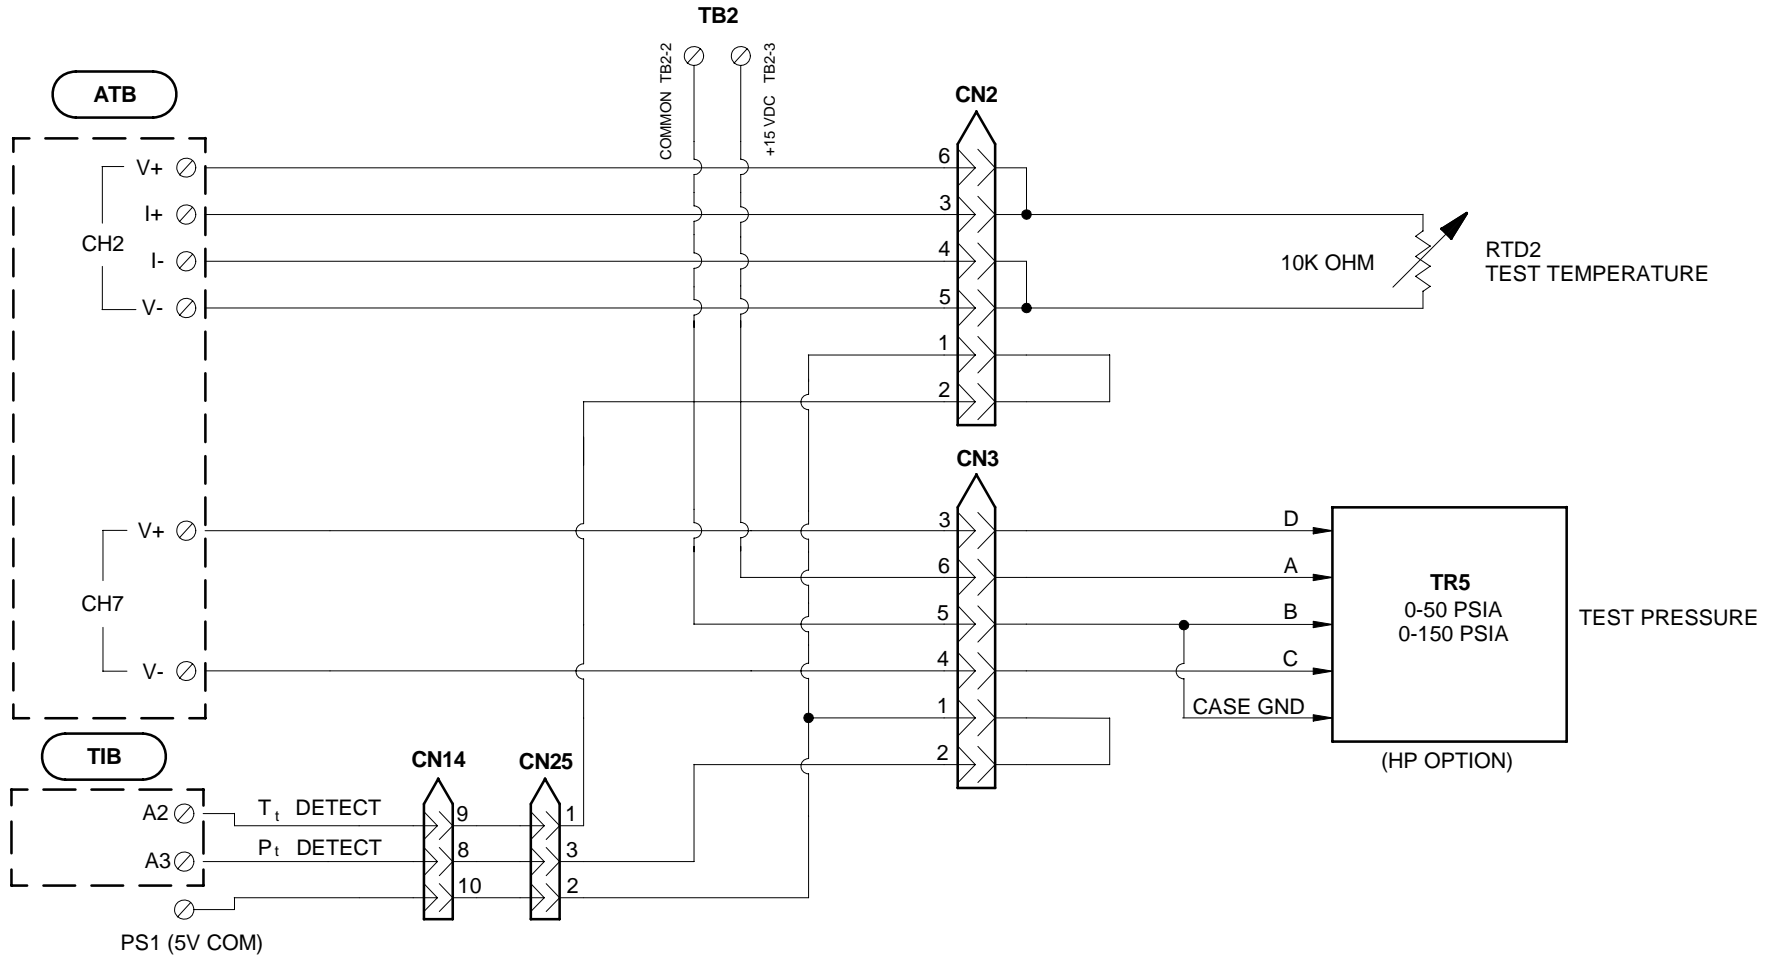 TB2
COMMON TB2-2
+15 VDC TB2-3
ATB
CN2
V+
I+
I-
V-
CH2
6
3
4
5
1
2
10K OHM
RTD2
TEST TEMPERATURE
CN3
V+
CH7
V-
3
6
5
4
1
2
D
A
B
C
CASE GND
TR5
0-50 PSIA
0-150 PSIA
TEST PRESSURE
(HP OPTION)
TIB
CN14
CN25
A2
Tt DETECT
9
1
A3
Pt DETECT
8
3
10
2
PS1 (5V COM)